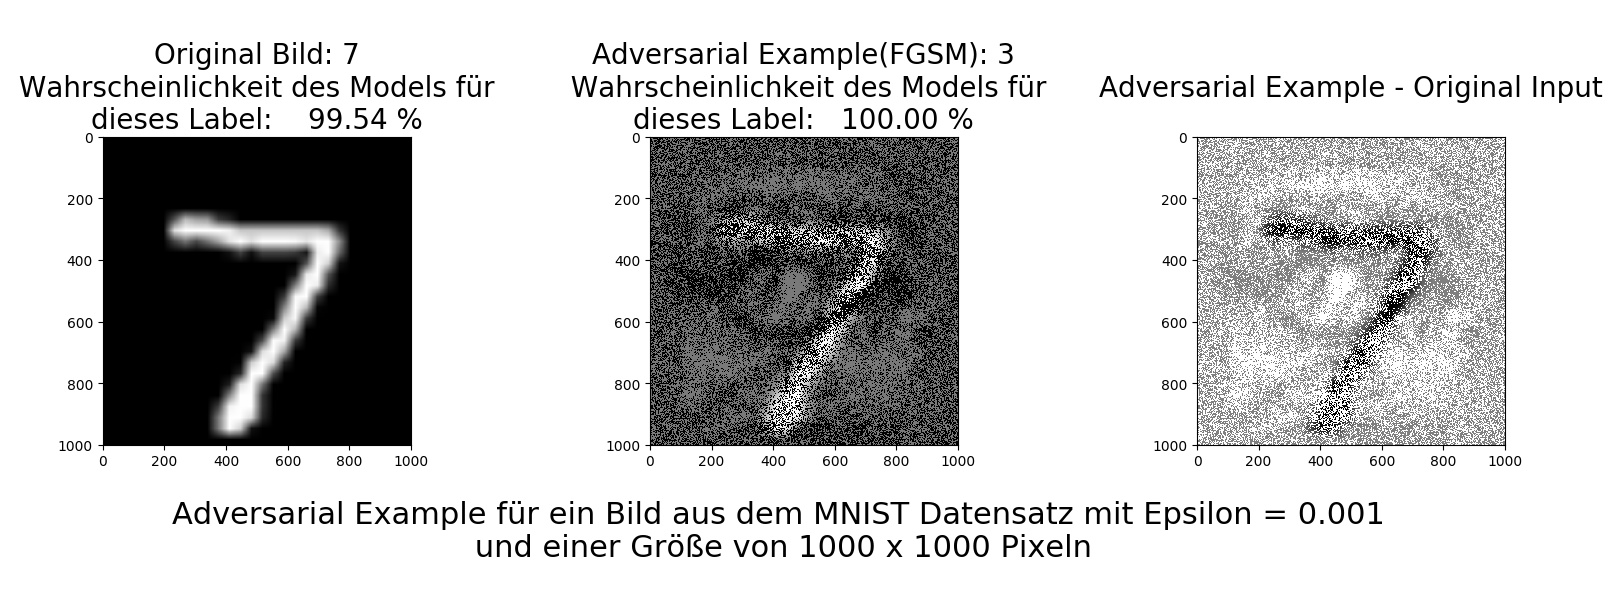 Original Bild: 7
Wahrscheinlichkeit des Models für
dieses Label: 99.54 %
Adversarial Example(FGSM): 3
Wahrscheinlichkeit des Models für
dieses Label: 100.00 %
Adversarial Example - Original Input
0
200
400
600
800
1000
0 200 400 600 800 1000
0
200
400
600
800
1000
0 200 400 600 800 1000
0
200
400
600
800
1000
0 200 400 600 800 1000
Adversarial Example für ein Bild aus dem MNIST Datensatz mit Epsilon = 0.001
und einer Größe von 1000 x 1000 Pixeln